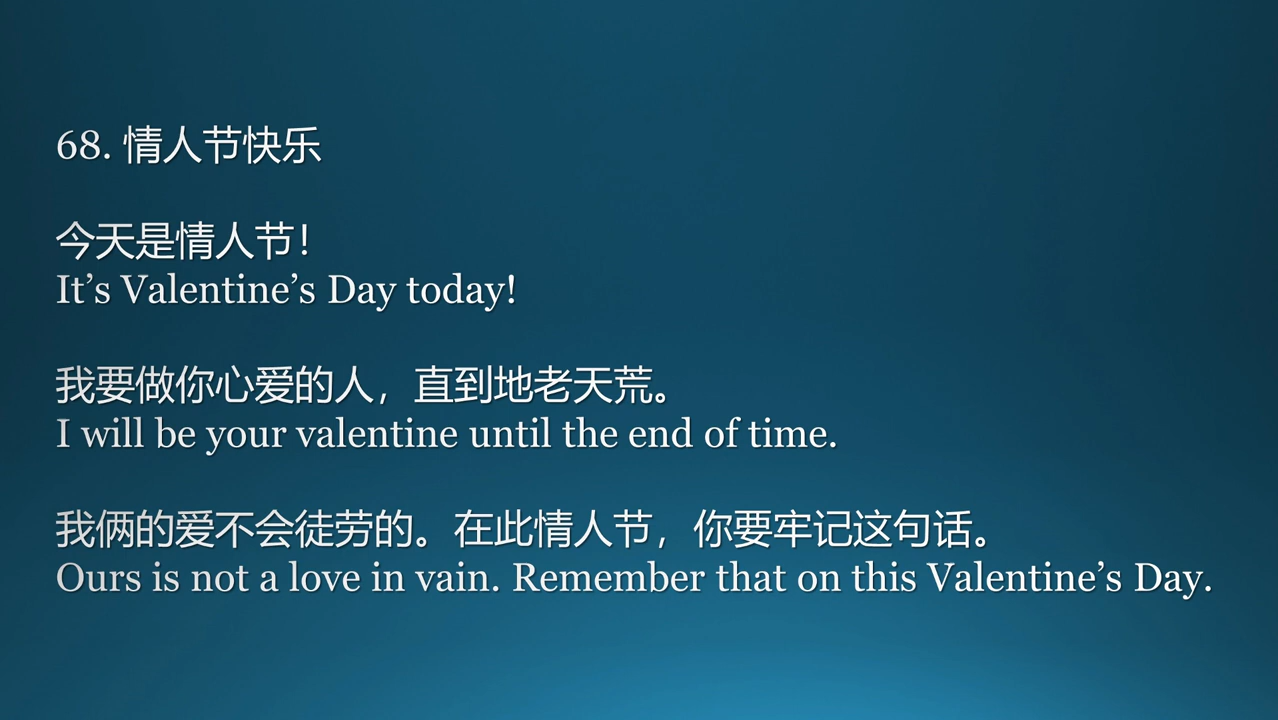 68. 情人节快乐
今天是情人节！
It’s Valentine’s Day today!
我要做你心爱的人，直到地老天荒。
I will be your valentine until the end of time.
我俩的爱不会徒劳的。在此情人节，你要牢记这句话。
Ours is not a love in vain. Remember that on this Valentine’s Day.